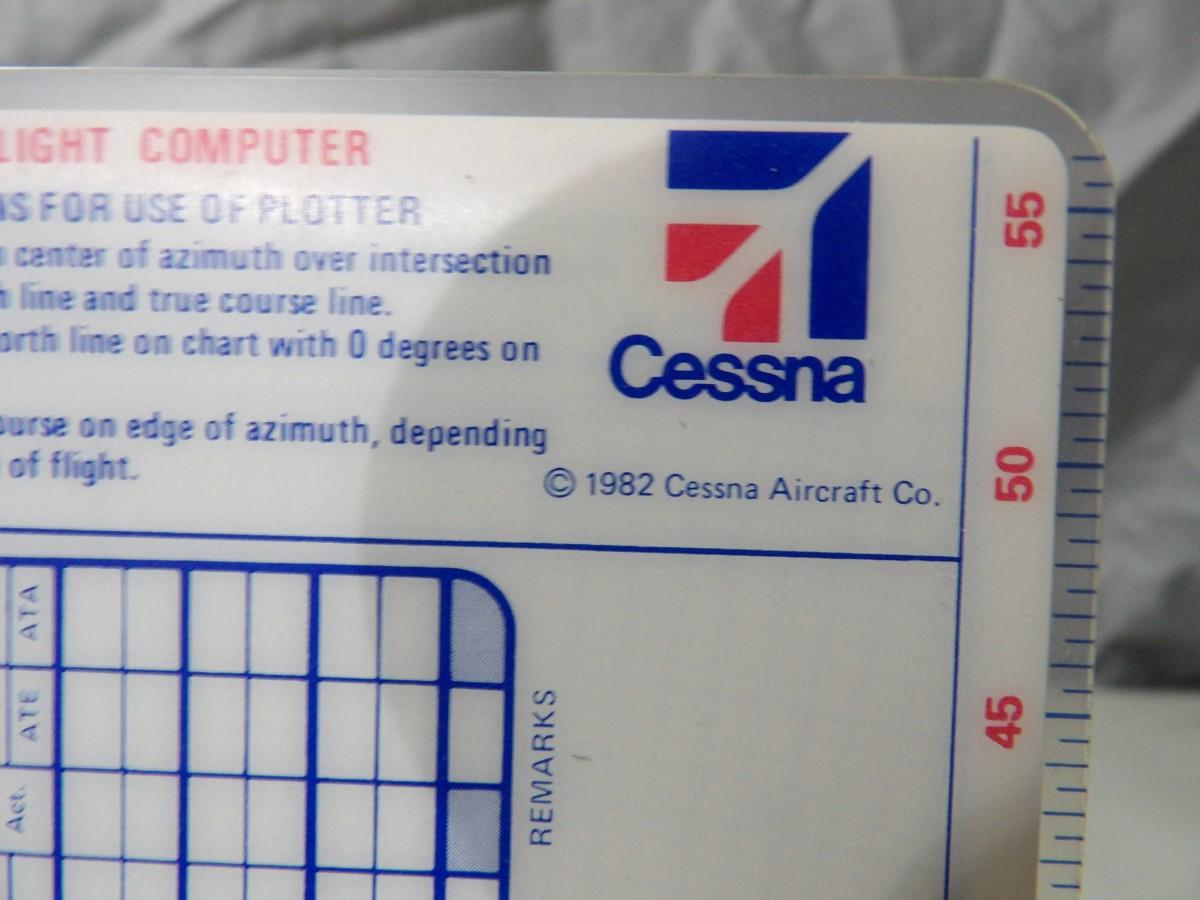 LIGHT COMPUTER
NS FOR USE OF PLOTTER
center of azimuth over intersection
h line and true course line.
orth line on chart with 0 degrees on
ourse on edge of azimuth, depending
of flight.
Cessna
© 1982 Cessna Aircraft Co.
55
50
45
ATA
ATE
Act.
REMARKS